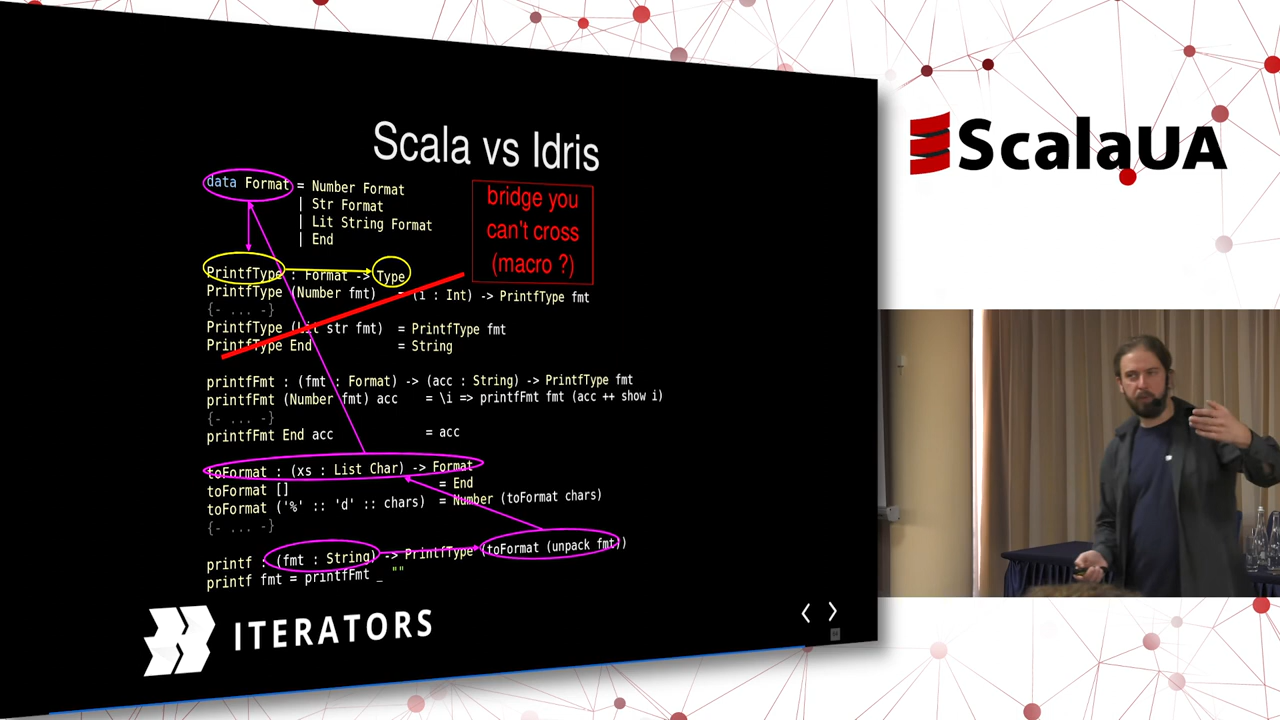 Scala vs Idris
data Format = Number Format
| Str Format
| Lit String Format
| End
bridge you
can't cross
(macro ?)
PrintfType : Format -> Type
PrintfType (Number fmt) = (i : Int) -> PrintfType fmt
{- ... -}
PrintfType (Lit str fmt) = PrintfType fmt
PrintfType End = String
printfFmt : (fmt : Format) -> (acc : String) -> PrintfType fmt
printfFmt (Number fmt) acc = \i => printfFmt fmt (acc ++ show i)
{- ... -}
printfFmt End acc = acc
toFormat : (xs : List Char) -> Format
toFormat [] = End
toFormat ('%' :: 'd' :: chars) = Number (toFormat chars)
{- ... -}
printf : (fmt : String) -> PrintfType (toFormat (unpack fmt))
printf fmt = printfFmt _ ""
ITERATORS
ScalaUA